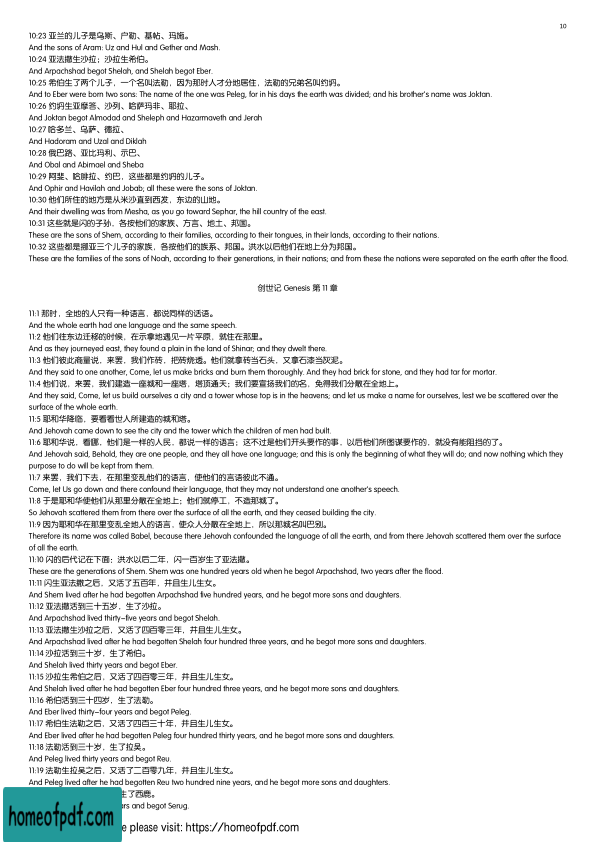 10
10:23 亚兰的儿子是乌斯、户勒、基帖、玛施。
And the sons of Aram: Uz and Hul and Gether and Mash.
10:24 亚法撒生沙拉；沙拉生希伯。
And Arpachshad begot Shelah, and Shelah begot Eber.
10:25 希伯生了两个儿子，一个名叫法勒，因为那时人才分地居住，法勒的兄弟名叫约坍。
And to Eber were born two sons: The name of the one was Peleg, for in his days the earth was divided; and his brother's name was Joktan.
10:26 约坍生亚摩答、沙列、哈萨玛非、耶拉、
And Joktan begot Almodad and Sheleph and Hazarmaveth and Jerah
10:27 哈多兰、乌萨、德拉、
And Hadoram and Uzal and Diklah
10:28 俄巴路、亚比玛利、示巴、
And Obal and Abimael and Sheba
10:29 阿斐、哈腓拉、约巴，这些都是约坍的儿子。
And Ophir and Havilah and Jobab; all these were the sons of Joktan.
10:30 他们所住的地方是从米沙直到西发，东边的山地。
And their dwelling was from Mesha, as you go toward Sephar, the hill country of the east.
10:31 这些就是闪的子孙，各按他们的家族、方言、地土、邦国。
These are the sons of Shem, according to their families, according to their tongues, in their lands, according to their nations.
10:32 这些都是挪亚三个儿子的家族，各按他们的族系、邦国。洪水以后他们在地上分为邦国。
These are the families of the sons of Noah, according to their generations, in their nations; and from these the nations were separated on the earth after the flood.
创世记 Genesis 第 11 章
11:1 那时，全地的人只有一种语言，都说同样的话语。
And the whole earth had one language and the same speech.
11:2 他们往东边迁移的时候，在示拿地遇见一片平原，就住在那里。
And as they journeyed east, they found a plain in the land of Shinar; and they dwelt there.
11:3 他们彼此商量说，来罢，我们作砖，把砖烧透。他们就拿砖当石头，又拿石漆当灰泥。
And they said to one another, Come, let us make bricks and burn them thoroughly. And they had brick for stone, and they had tar for mortar.
11:4 他们说，来罢，我们建造一座城和一座塔，塔顶通天；我们要宣扬我们的名，免得我们分散在全地上。
And they said, Come, let us build ourselves a city and a tower whose top is in the heavens; and let us make a name for ourselves, lest we be scattered over the
surface of the whole earth.
11:5 耶和华降临，要看看世人所建造的城和塔。
And Jehovah came down to see the city and the tower which the children of men had built.
11:6 耶和华说，看哪，他们是一样的人民，都说一样的语言；这不过是他们开头要作的事，以后他们所图谋要作的，就没有能阻挡的了。
And Jehovah said, Behold, they are one people, and they all have one language; and this is only the beginning of what they will do; and now nothing which they
purpose to do will be kept from them.
11:7 来罢，我们下去，在那里变乱他们的语言，使他们的言语彼此不通。
Come, let Us go down and there confound their language, that they may not understand one another's speech.
11:8 于是耶和华使他们从那里分散在全地上；他们就停工，不造那城了。
So Jehovah scattered them from there over the surface of all the earth, and they ceased building the city.
11:9 因为耶和华在那里变乱全地人的语言，使众人分散在全地上，所以那城名叫巴别。
Therefore its name was called Babel, because there Jehovah confounded the language of all the earth, and from there Jehovah scattered them over the surface
of all the earth.
11:10 闪的后代记在下面：洪水以后二年，闪一百岁生了亚法撒。
These are the generations of Shem. Shem was one hundred years old when he begot Arpachshad, two years after the flood.
11:11 闪生亚法撒之后，又活了五百年，并且生儿生女。
And Shem lived after he had begotten Arpachshad five hundred years, and he begot more sons and daughters.
11:12 亚法撒活到三十五岁，生了沙拉。
And Arpachshad lived thirty-five years and begot Shelah.
11:13 亚法撒生沙拉之后，又活了四百零三年，并且生儿生女。
And Arpachshad lived after he had begotten Shelah four hundred three years, and he begot more sons and daughters.
11:14 沙拉活到三十岁，生了希伯。
And Shelah lived thirty years and begot Eber.
11:15 沙拉生希伯之后，又活了四百零三年，并且生儿生女。
And Shelah lived after he had begotten Eber four hundred three years, and he begot more sons and daughters.
11:16 希伯活到三十四岁，生了法勒。
And Eber lived thirty-four years and begot Peleg.
11:17 希伯生法勒之后，又活了四百三十年，并且生儿生女。
And Eber lived after he had begotten Peleg four hundred thirty years, and he begot more sons and daughters.
11:18 法勒活到三十岁，生了拉吴。
And Peleg lived thirty years and begot Reu.
11:19 法勒生拉吴之后，又活了二百零九年，并且生儿生女。
And Peleg lived after he had begotten Reu two hundred nine years, and he begot more sons and daughters.
生了西鹿。
ars and begot Serug.
homeofpdf.com
e please visit: https://homeofpdf.com